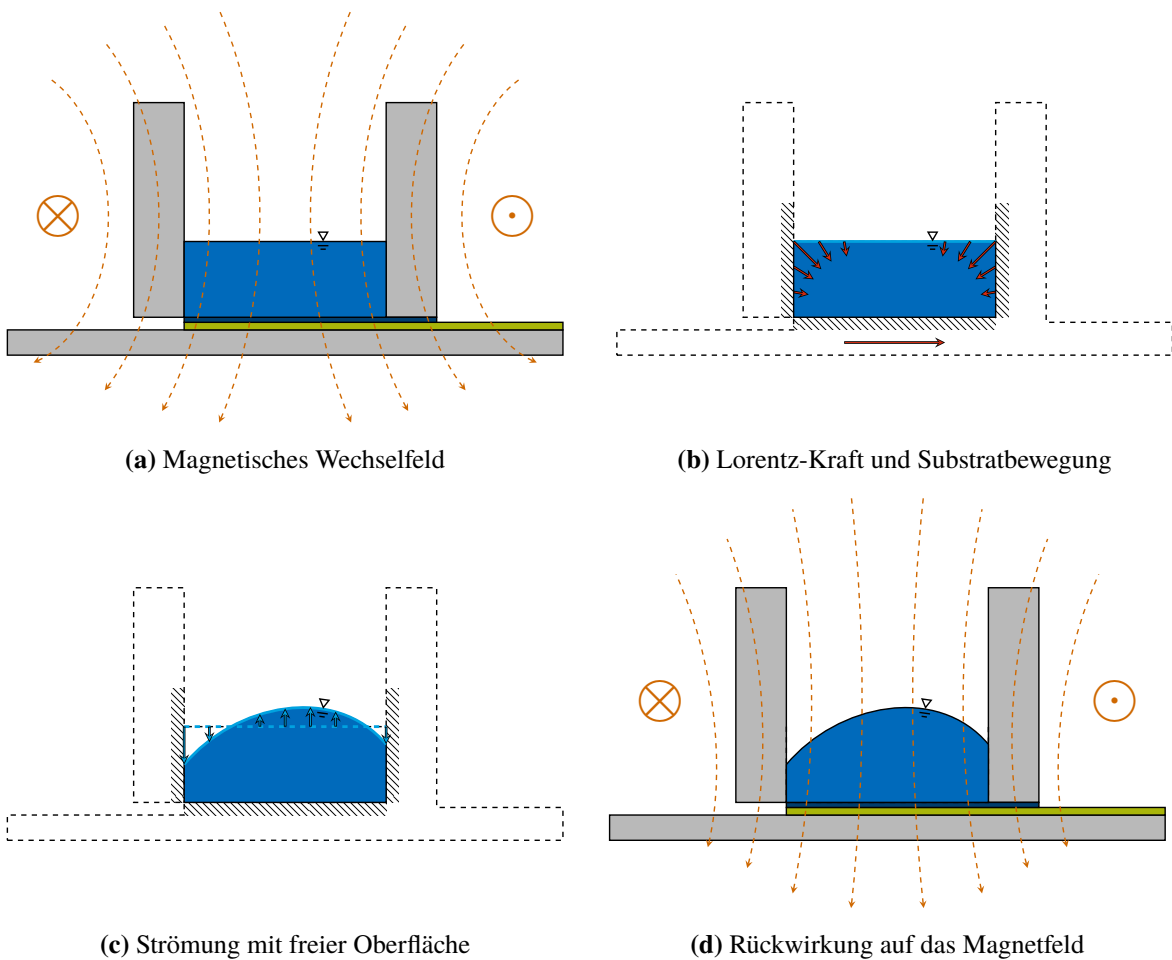 (a) Magnetisches Wechselfeld
(b) Lorentz-Kraft und Substratbewegung
(c) Strömung mit freier Oberfläche
(d) Rückwirkung auf das Magnetfeld